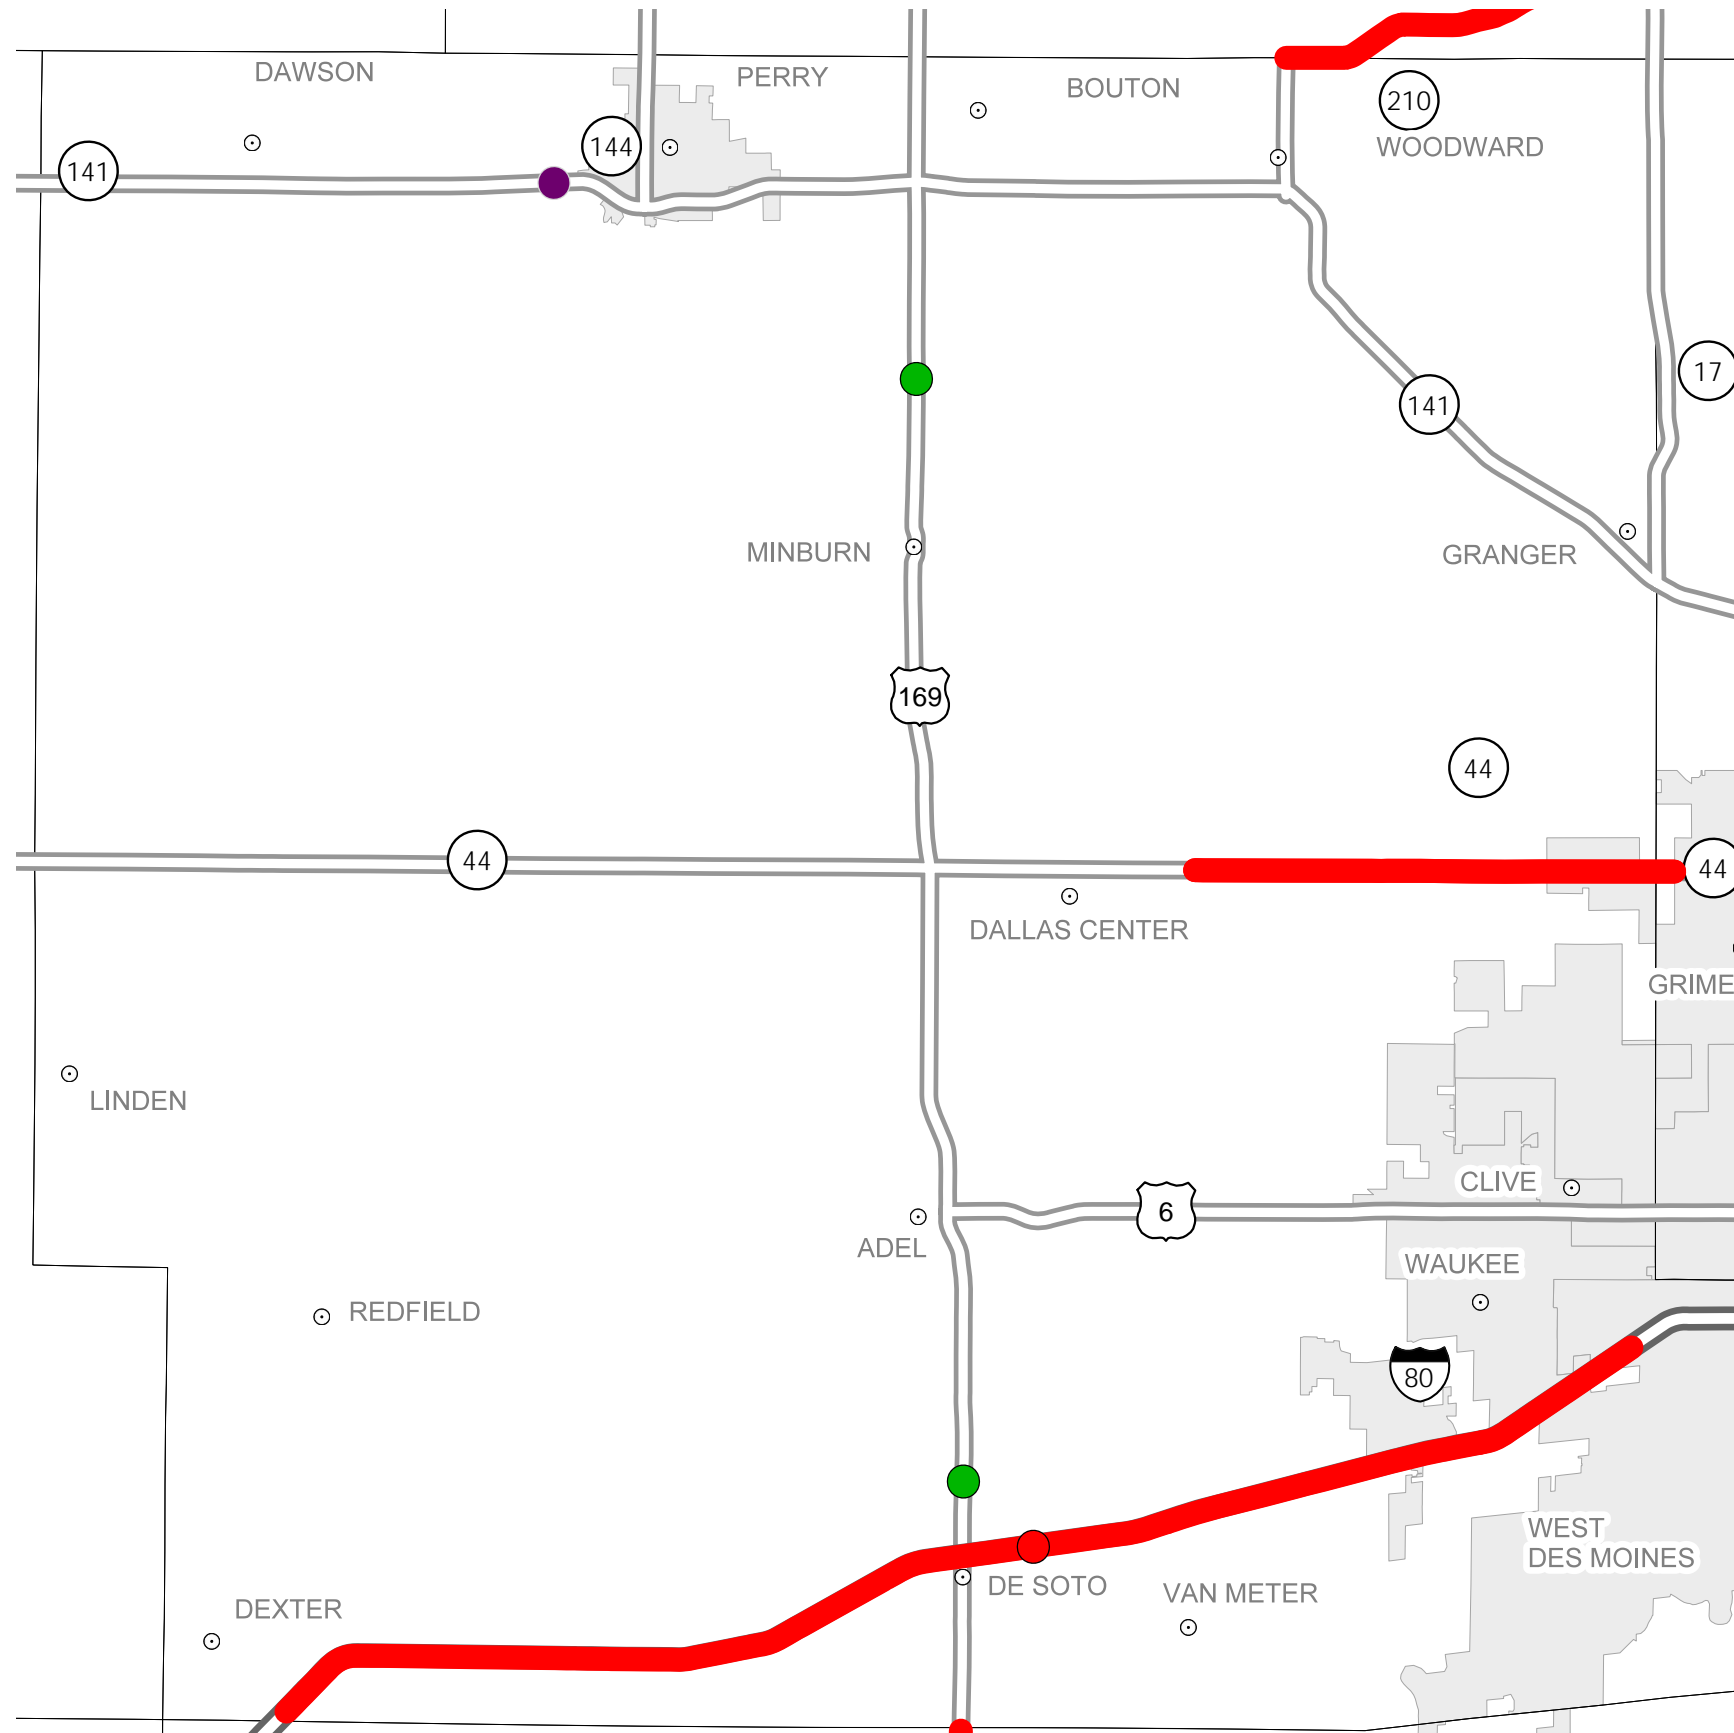 DAWSON
PERRY
BOUTON
210
WOODWARD
144
141
17
141
MINBURN
GRANGER
169
44
44
44
DALLAS CENTER
GRIME
LINDEN
CLIVE
6
ADEL
WAUKEE
REDFIELD
80
WEST
DES MOINES
DE SOTO
VAN METER
DEXTER